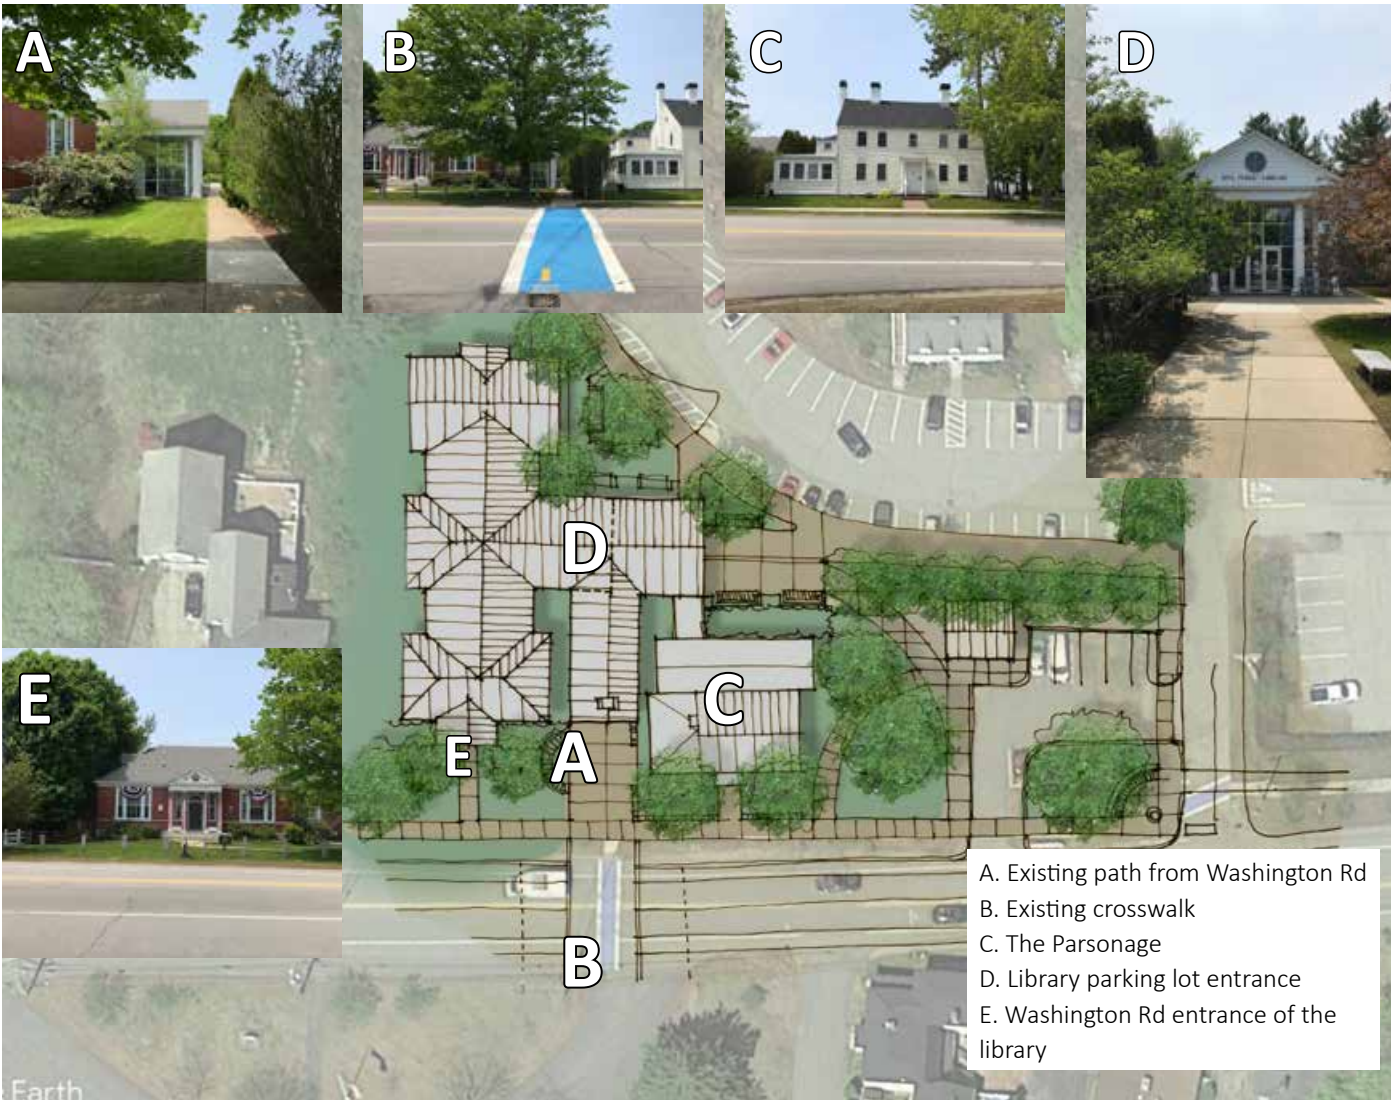 A
B
C
D
D
C
E
E
A
B
A. Existing path from Washington Rd
B. Existing crosswalk
C. The Parsonage
D. Library parking lot entrance
E. Washington Rd entrance of the
library
Earth